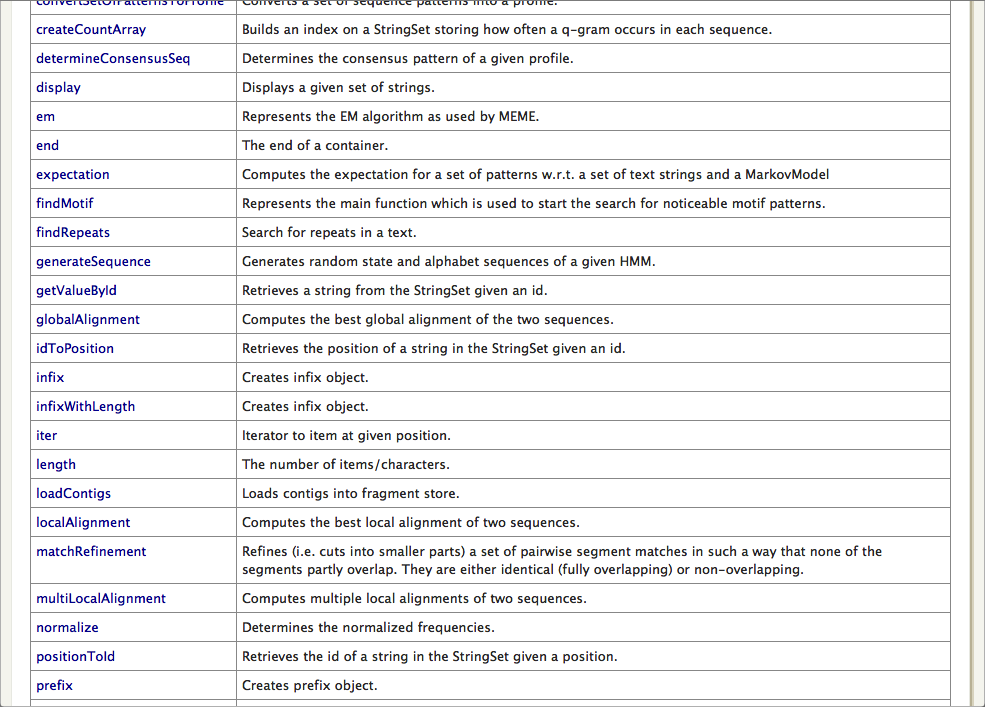 convertSetOfPatternsToProfile Converts a set of sequence patterns into a profile.
createCountArray Builds an index on a StringSet storing how often a q-gram occurs in each sequence.
determineConsensusSeq Determines the consensus pattern of a given profile.
display Displays a given set of strings.
em Represents the EM algorithm as used by MEME.
end The end of a container.
expectation Computes the expectation for a set of patterns w.r.t. a set of text strings and a MarkovModel
findMotif Represents the main function which is used to start the search for noticeable motif patterns.
findRepeats Search for repeats in a text.
generateSequence Generates random state and alphabet sequences of a given HMM.
getValueById Retrieves a string from the StringSet given an id.
globalAlignment Computes the best global alignment of the two sequences.
idToPosition Retrieves the position of a string in the StringSet given an id.
infix Creates infix object.
infixWithLength Creates infix object.
iter Iterator to item at given position.
length The number of items/characters.
loadContigs Loads contigs into fragment store.
localAlignment Computes the best local alignment of two sequences.
matchRefinement Refines (i.e. cuts into smaller parts) a set of pairwise segment matches in such a way that none of the
segments partly overlap. They are either identical (fully overlapping) or non-overlapping.
multiLocalAlignment Computes multiple local alignments of two sequences.
normalize Determines the normalized frequencies.
positionToId Retrieves the id of a string in the StringSet given a position.
prefix Creates prefix object.